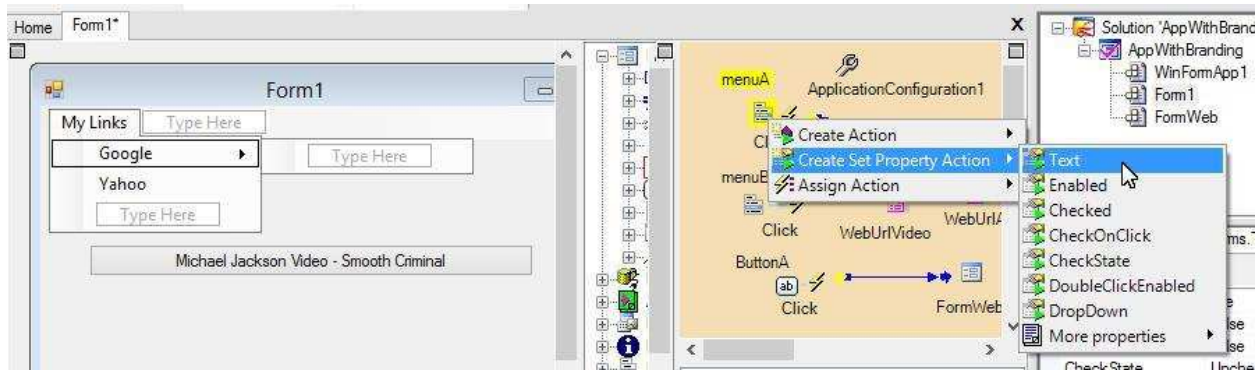 Home Form1*
X
Form1
My Links Type Here
Google
Type Here
Yahoo
Type Here
Michael Jackson Video - Smooth Criminal
menuA
ApplicationConfiguration1
Create Action
Create Set Property Action
Assign Action
Click
WebUrlVideo
ButtonA
ab
Click
FormWeb
Text
Enabled
Checked
CheckOnClick
CheckState
DoubleClickEnabled
DropDown
More properties
Solution 'AppWithBrand
AppWithBranding
WinFormApp1
Form1
FormWeb
CheckState